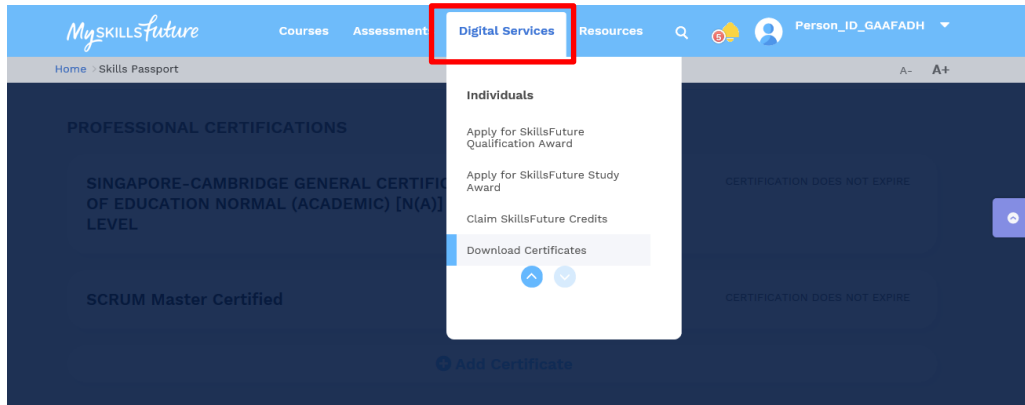 MySKILLSfuture
Courses Assessment Digital Services Resources 5 Person_ID_GAAFADH
Home > Skills Passport A- A+
Individuals
Apply for SkillsFuture
Qualification Award
Apply for SkillsFuture Study
Award
Claim SkillsFuture Credits
Download Certificates
PROFESSIONAL CERTIFICATIONS
SINGAPORE-CAMBRIDGE GENERAL CERTIFIC
OF EDUCATION NORMAL (ACADEMIC) [N(A)]
LEVEL
CERTIFICATION DOES NOT EXPIRE
SCRUM Master Certified
CERTIFICATION DOES NOT EXPIRE
Add Certificate